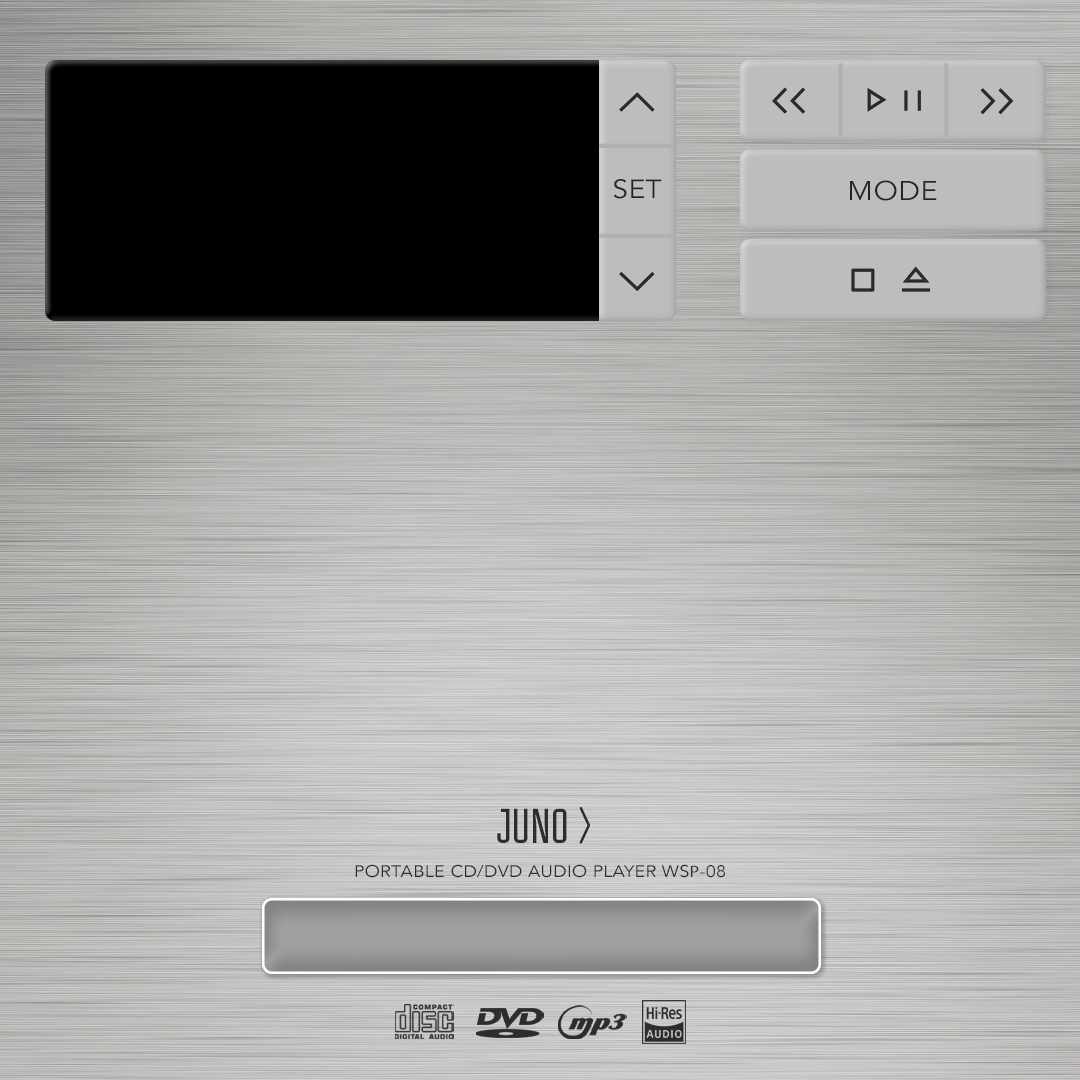 SET
MODE
JUNO
PORTABLE CD/DVD AUDIO PLAYER WSP-08
COMPACT
disc
DIGITAL AUDIO
DVD
mp3
Hi-Res
AUDIO